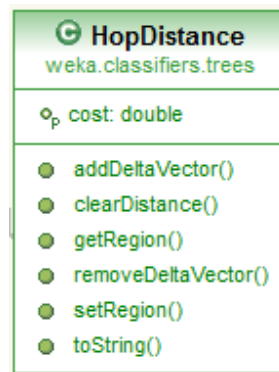 G HopDistance
weka.classifiers.trees
P cost: double
addDeltaVector()
clearDistance()
getRegion()
removeDeltaVector()
setRegion()
toString()